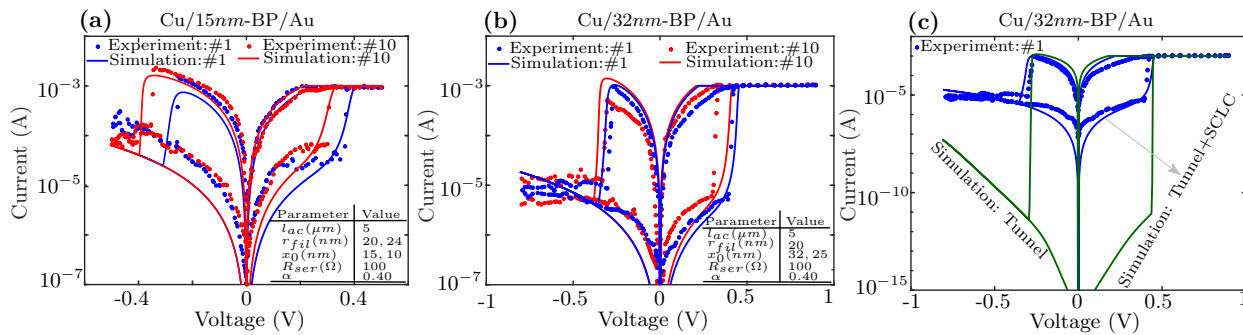 (a) Cu/15nm-BP/Au
Experiment:#1 Experiment:#10
Simulation:#1 Simulation:#10
Current (A)
10⁻³
10⁻⁵
10⁻⁷
-0.4 0 0.4
Voltage (V)
Parameter Value
l_ac(μm) 5
r_fil(nm) 20, 24
x_0(nm) 15, 10
R_ser(Ω) 100
α 0.40
(b) Cu/32nm-BP/Au
Experiment:#1 Experiment:#10
Simulation:#1 Simulation:#10
Current (A)
10⁻³
10⁻⁵
10⁻⁷
-1 -0.5 0 0.5 1
Voltage (V)
Parameter Value
l_ac(μm) 5
r_fil(nm) 20
x_0(nm) 32, 25
R_ser(Ω) 100
α 0.40
(c) Cu/32nm-BP/Au
Experiment:#1
Current (A)
10⁻⁵
10⁻¹⁰
10⁻¹⁵
-1 -0.5 0 0.5 1
Voltage (V)
Simulation: Tunnel
Simulation: Tunnel+SCLC